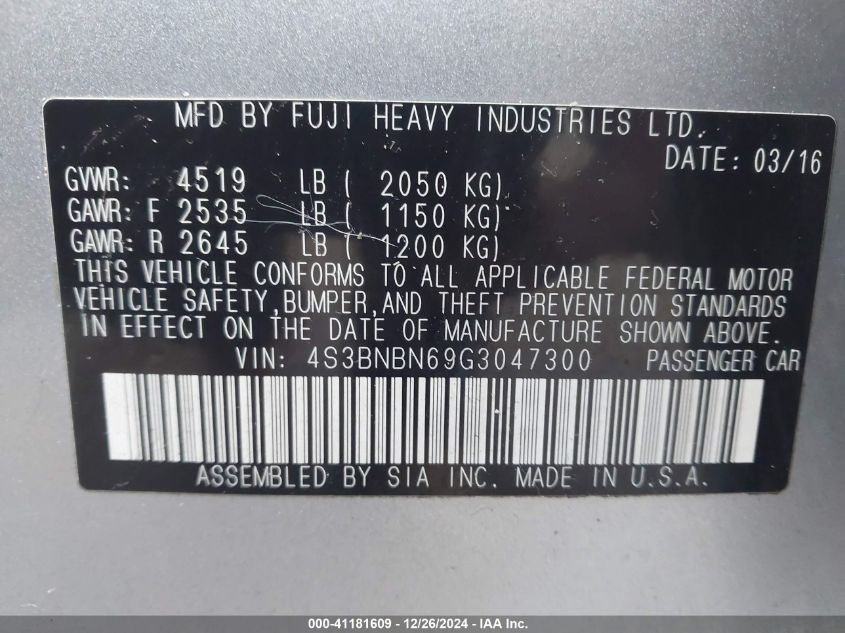 MFD BY FUJI HEAVY INDUSTRIES LTD.
DATE: 03/16
GVWR: 4519 LB ( 2050 KG)
GAWR: F 2535 LB ( 1150 KG)
GAWR: R 2645 LB ( 1200 KG)
THIS VEHICLE CONFORMS TO ALL APPLICABLE FEDERAL MOTOR
VEHICLE SAFETY,BUMPER,AND THEFT PREVENTION STANDARDS
IN EFFECT ON THE DATE OF MANUFACTURE SHOWN ABOVE.
VIN: 4S3BNBN69G3047300 PASSENGER CAR
ASSEMBLED BY SIA INC. MADE IN U.S.A.
000-41181609 - 12/26/2024 - IAA Inc.